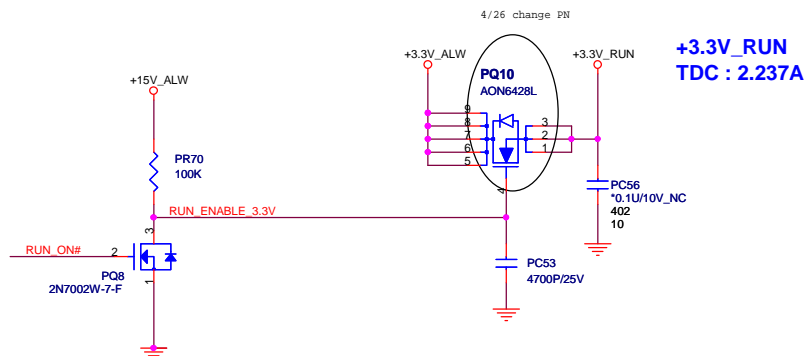 4/26 change PN
+3.3V_ALW
+3.3V_RUN
+3.3V_RUN
TDC : 2.237A
PQ10
AON6428L
+15V_ALW
9
8
7
6
5
3
2
1
4
PR70
100K
PC56
*0.1U/10V_NC
402
10
RUN_ENABLE_3.3V
3
RUN_ON#
2
PQ8
2N7002W-7-F
1
PC53
4700P/25V